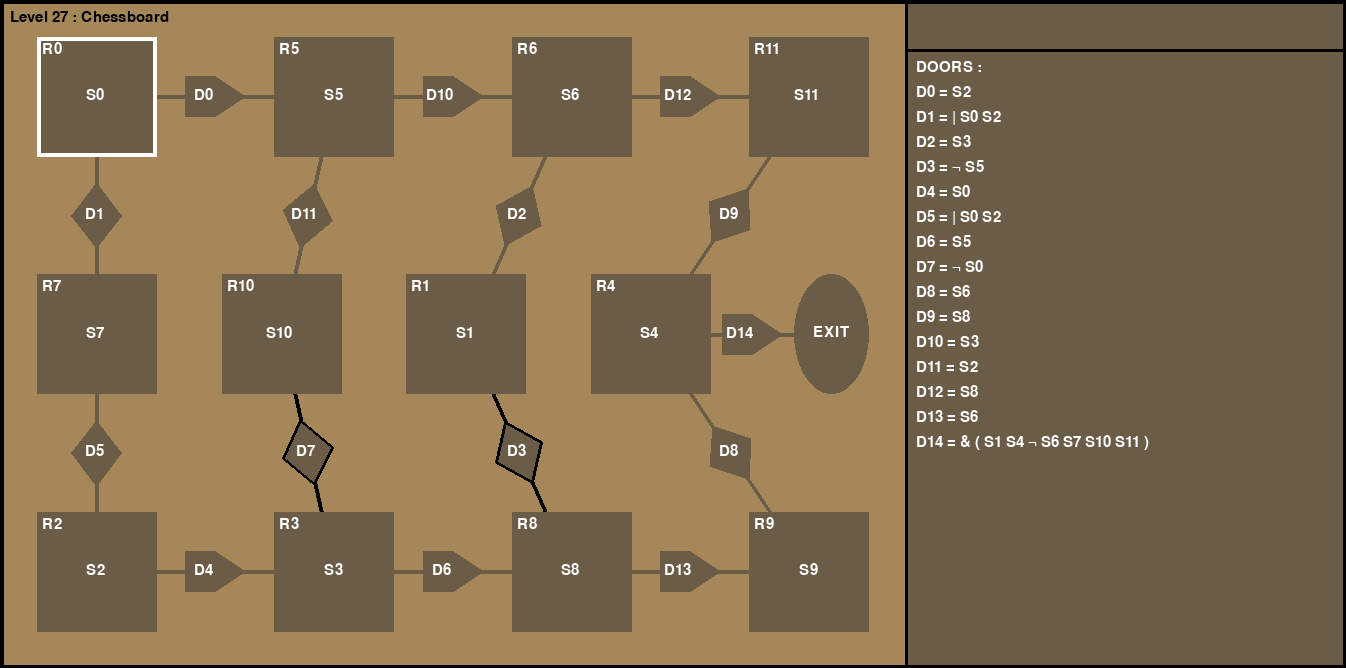 Level 27 : Chessboard
R0
S0
D0
R5
S5
D10
R6
S6
D12
R11
S11
D1
D11
D2
D9
R7
S7
R10
S10
R1
S1
R4
S4
D14
EXIT
D5
D7
D3
D8
R2
S2
D4
R3
S3
D6
R8
S8
D13
R9
S9
DOORS :
D0 = S2
D1 = | S0 S2
D2 = S3
D3 = ¬ S5
D4 = S0
D5 = | S0 S2
D6 = S5
D7 = ¬ S0
D8 = S6
D9 = S8
D10 = S3
D11 = S2
D12 = S8
D13 = S6
D14 = & ( S1 S4 ¬ S6 S7 S10 S11 )